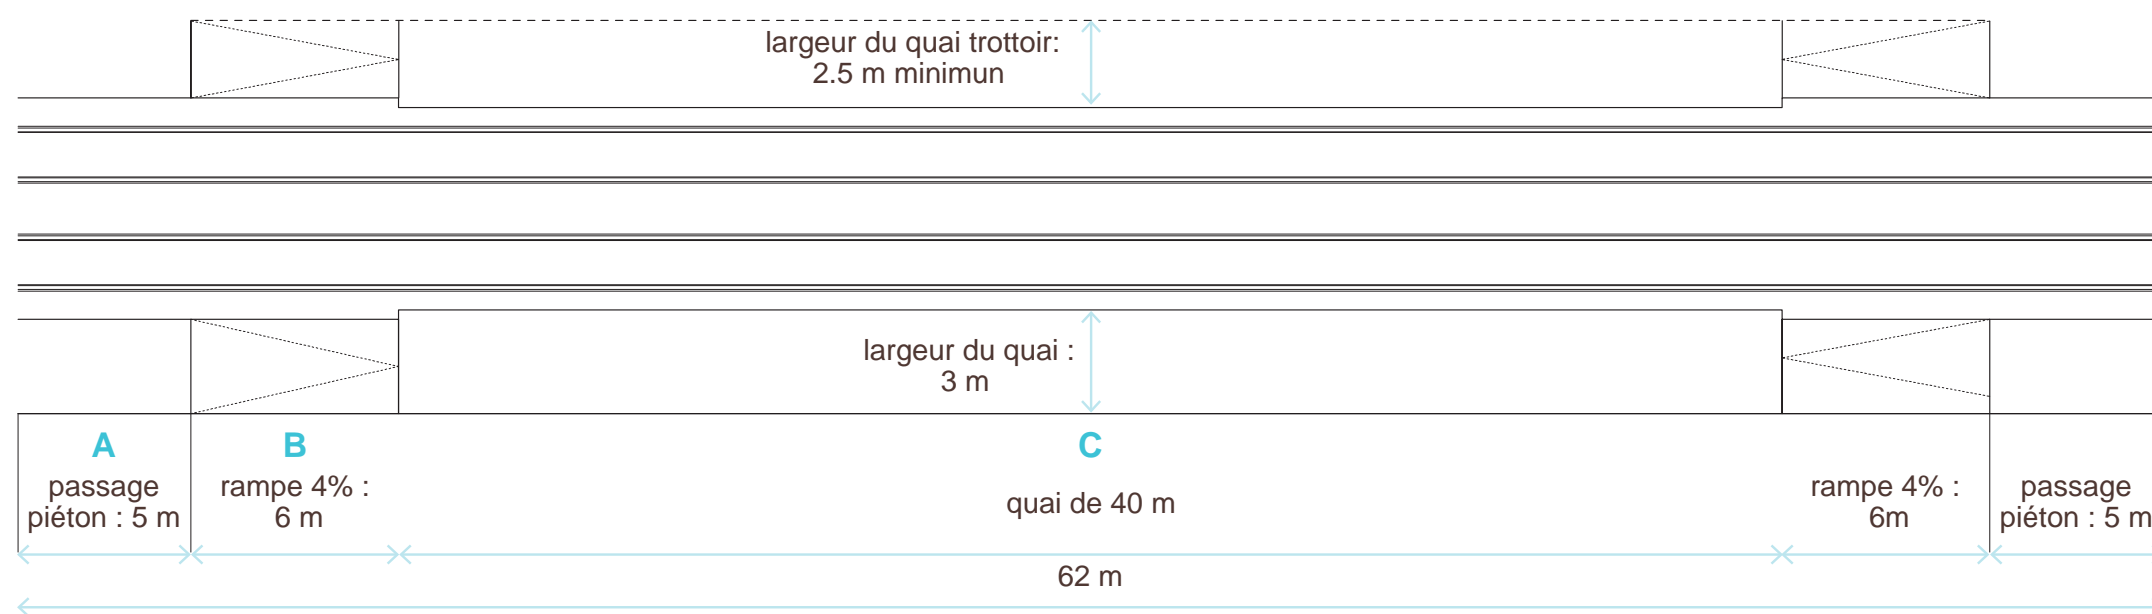 largeur du quai trottoir:
2.5 m minimun
largeur du quai :
3 m
A
passage
piéton : 5 m
B
rampe 4% :
6 m
C
quai de 40 m
rampe 4% :
6m
passage
piéton : 5 m
62 m